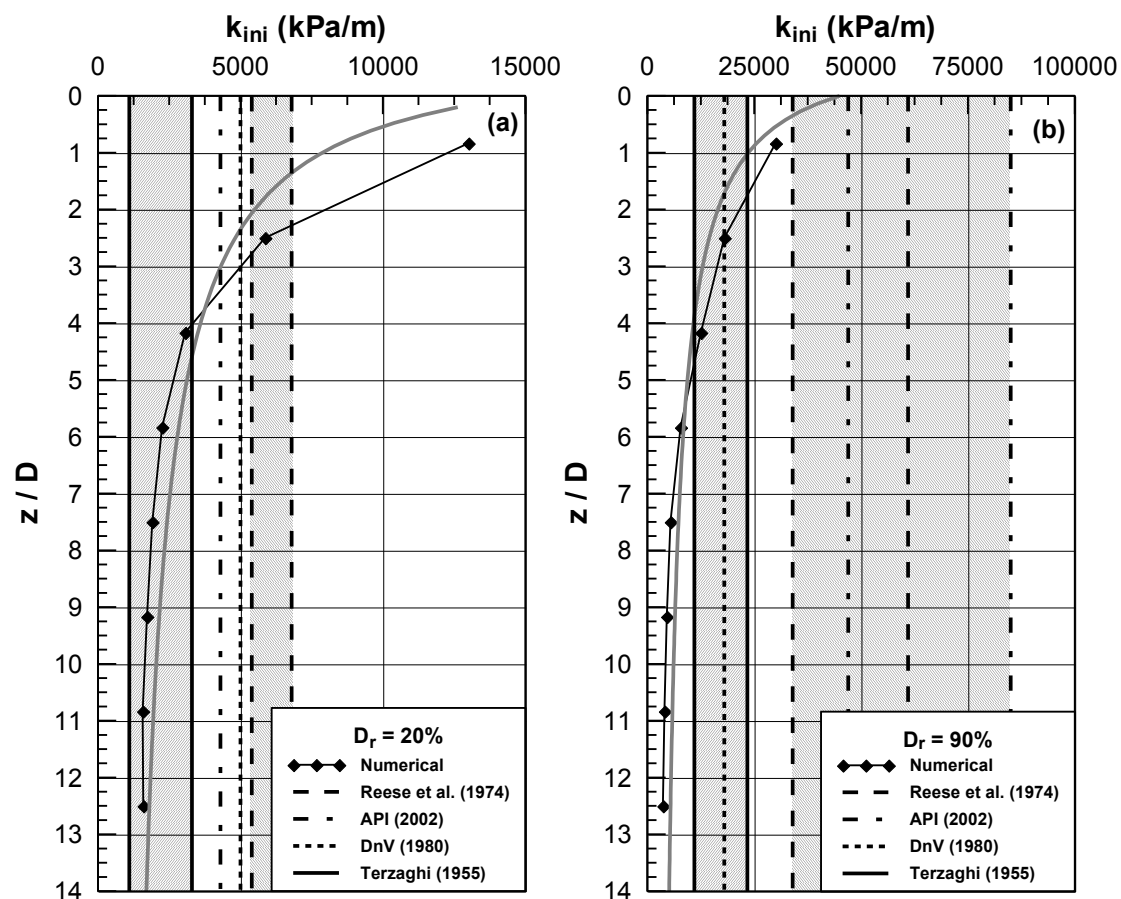 k_ini (kPa/m)
0 5000 10000 15000
0
1
2
3
4
5
6
7
8
9
10
11
12
13
14
z / D
(a)
D_r = 20%
Numerical
Reese et al. (1974)
API (2002)
DnV (1980)
Terzaghi (1955)
k_ini (kPa/m)
0 25000 50000 75000 100000
0
1
2
3
4
5
6
7
8
9
10
11
12
13
14
z / D
(b)
D_r = 90%
Numerical
Reese et al. (1974)
API (2002)
DnV (1980)
Terzaghi (1955)